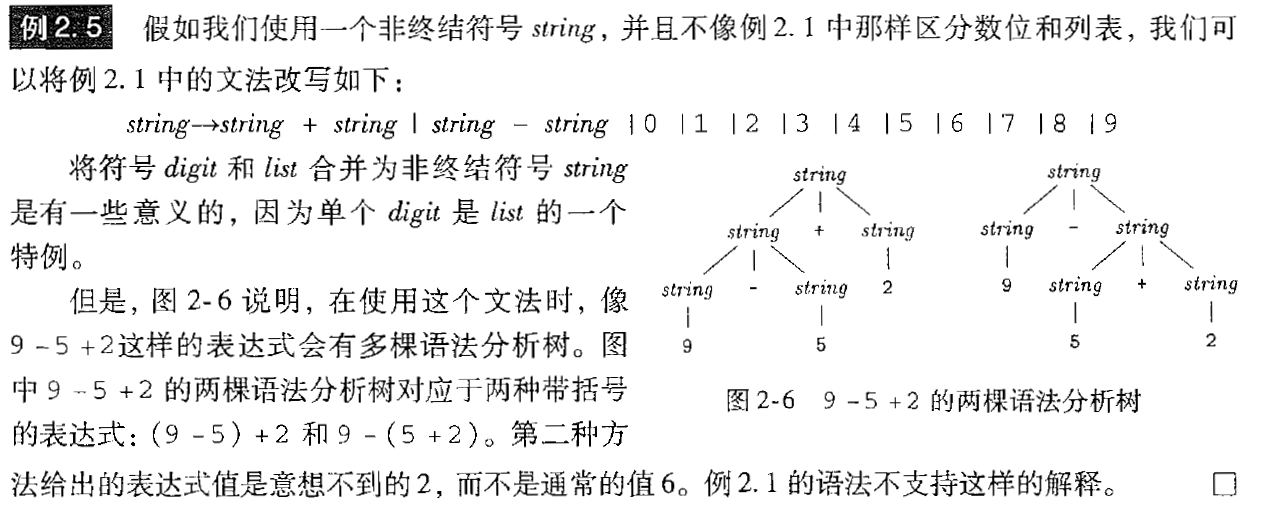 例2.5 假如我们使用一个非终结符号 string，并且不像例2.1中那样区分数位和列表，我们可
以将例2.1中的文法改写如下：
string→string + string | string - string |0 |1 |2 |3 |4 |5 |6 |7 |8 |9
将符号 digit 和 list 合并为非终结符号 string
是有一些意义的，因为单个 digit 是 list 的一个
特例。
但是，图2-6说明，在使用这个文法时，像
9-5+2这样的表达式会有多棵语法分析树。图
中9-5+2的两棵语法分析树对应于两种带括号
的表达式：(9-5)+2和9-(5+2)。第二种方
法给出的表达式值是意想不到的2，而不是通常的值6。例2.1的语法不支持这样的解释。 □
string
string + string
string - string 2
9 5
string
string - string
9 string + string
5 2
图2-6 9-5+2的两棵语法分析树